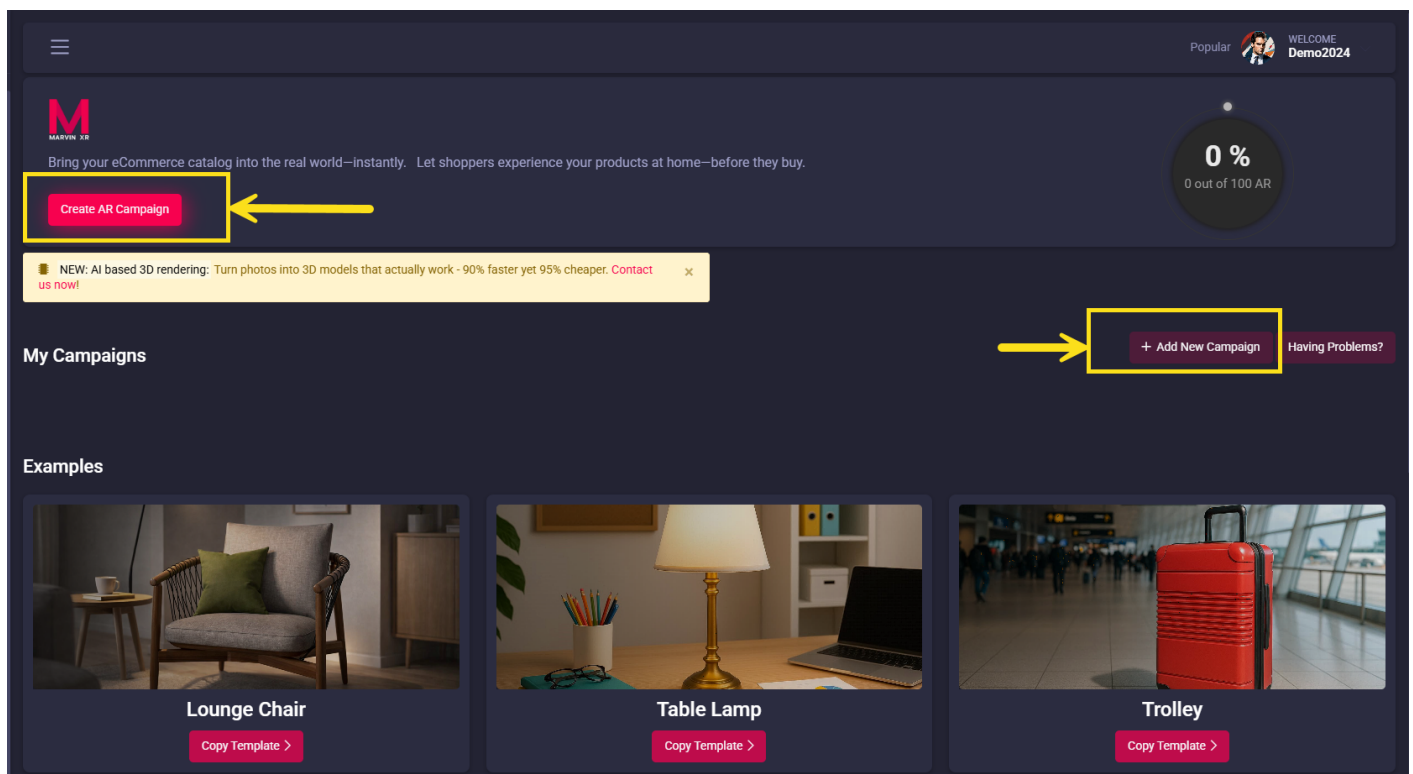 Popular
WELCOME
Demo2024
M
MARVIN XR
Bring your eCommerce catalog into the real world—instantly. Let shoppers experience your products at home—before they buy.
Create AR Campaign
0 %
0 out of 100 AR
NEW: AI based 3D rendering: Turn photos into 3D models that actually work - 90% faster yet 95% cheaper. Contact
us now!
×
My Campaigns
+ Add New Campaign
Having Problems?
Examples
Lounge Chair
Copy Template >
Table Lamp
Copy Template >
Trolley
Copy Template >